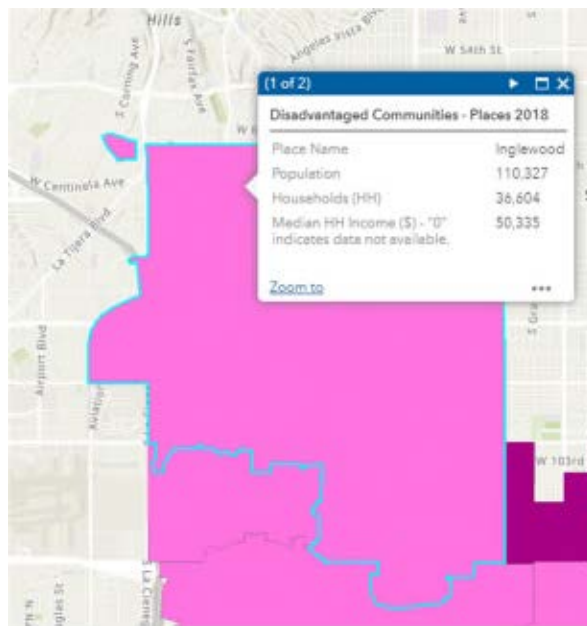 Hills
S Corning Ave
S Fairfax Ave
Angeles Vista Blvd
W 54th St
(1 of 2)
Disadvantaged Communities - Places 2018
Place Name Inglewood
Population 110,327
Households (HH) 36,604
Median HH Income ($) - "0" 50,335
indicates data not available.
Zoom to
W Centinela Ave
La Tijera Blvd
Airport Blvd
Aviation
W 103rd
S La Cieneg